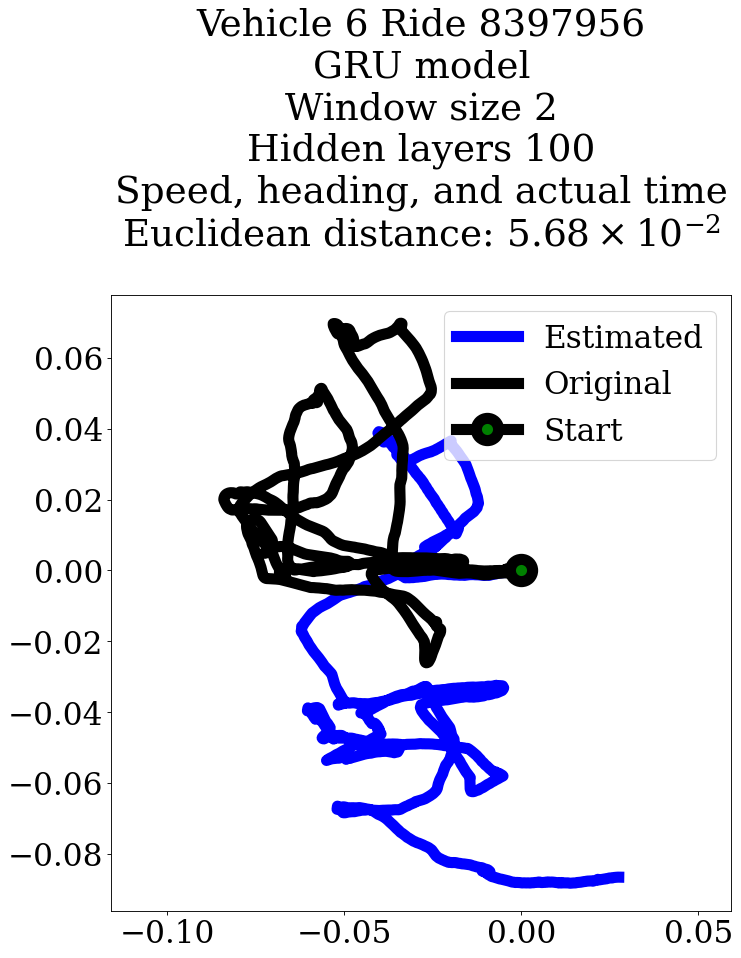 Vehicle 6 Ride 8397956
GRU model
Window size 2
Hidden layers 100
Speed, heading, and actual time
Euclidean distance: 5.68 × 10⁻²
Estimated
Original
Start
0.06
0.04
0.02
0.00
−0.02
−0.04
−0.06
−0.08
−0.10
−0.05
0.00
0.05